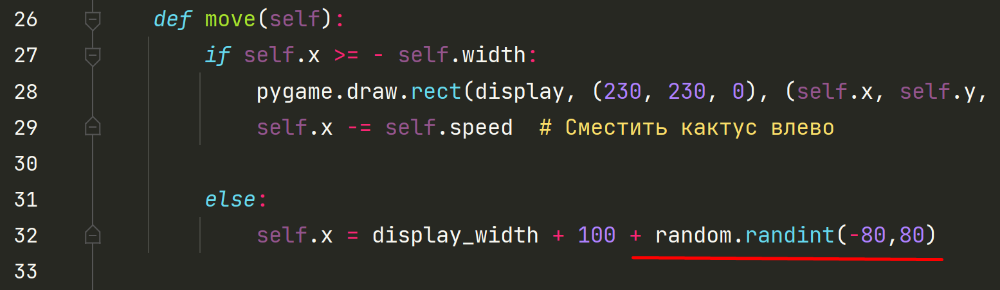 26 def move(self):
27 if self.x >= - self.width:
28 pygame.draw.rect(display, (230, 230, 0), (self.x, self.y,
29 self.x -= self.speed  # Сместить кактус влево
30
31 else:
32 self.x = display_width + 100 + random.randint(-80,80)
33